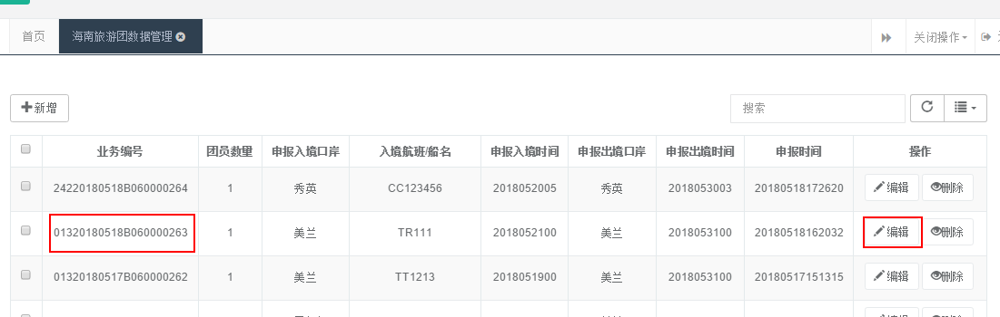 首页 海南旅游团数据管理 关闭操作
新增 搜索
业务编号 团员数量 申报入境口岸 入境航班/船名 申报入境时间 申报出境口岸 申报出境时间 申报时间 操作
24220180518B060000264 1 秀英 CC123456 2018052005 秀英 2018053003 20180518172620 编辑 删除
01320180518B060000263 1 美兰 TR111 2018052100 美兰 2018053100 20180518162032 编辑 删除
01320180517B060000262 1 美兰 TT1213 2018051900 美兰 2018053100 20180517151315 编辑 删除